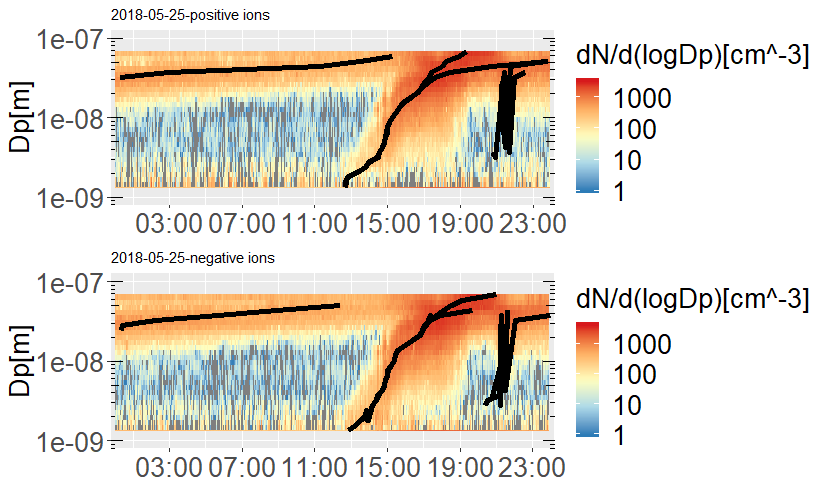 2018-05-25-positive ions
dN/d(logDp)[cm^-3]
1e-07
1e-08
1e-09
Dp[m]
1000
100
10
1
03:00 07:00 11:00 15:00 19:00 23:00
2018-05-25-negative ions
dN/d(logDp)[cm^-3]
1e-07
1e-08
1e-09
Dp[m]
1000
100
10
1
03:00 07:00 11:00 15:00 19:00 23:00